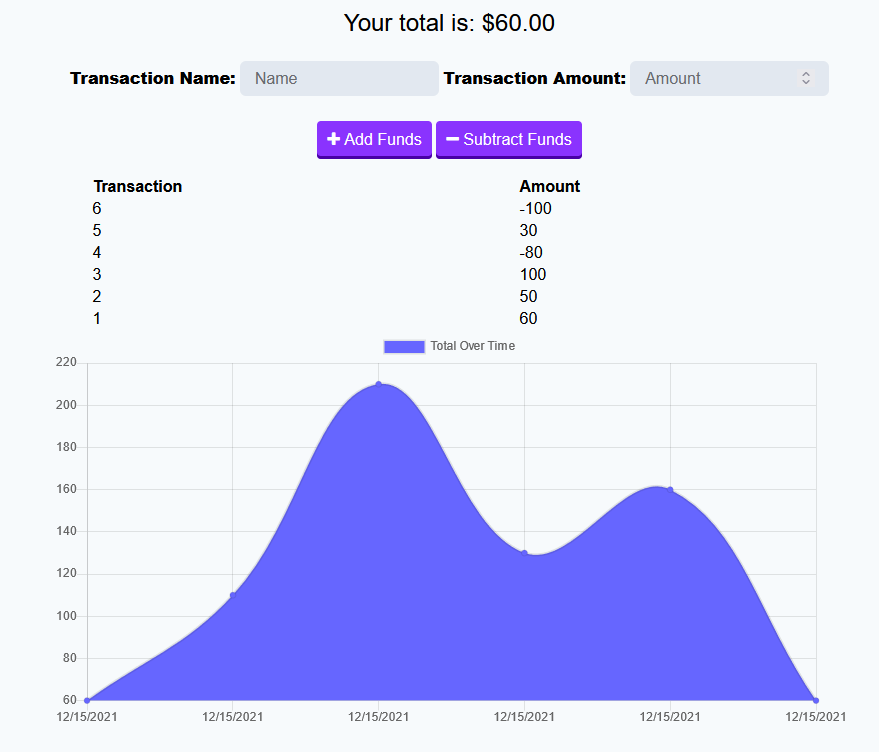 Your total is: $60.00
Transaction Name: Name Transaction Amount: Amount
Add Funds Subtract Funds
Transaction Amount
6 -100
5 30
4 -80
3 100
2 50
1 60
Total Over Time
220
200
180
160
140
120
100
80
60
12/15/2021 12/15/2021 12/15/2021 12/15/2021 12/15/2021 12/15/2021